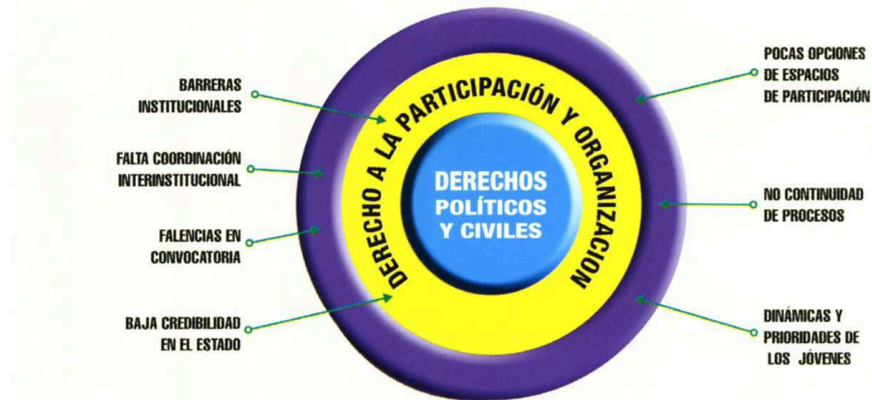 BARRERAS
INSTITUCIONALES
FALTA COORDINACIÓN
INTERINSTITUCIONAL
FALENCIAS EN
CONVOCATORIA
BAJA CREDIBILIDAD
EN EL ESTADO
DERECHO A LA PARTICIPACIÓN Y ORGANIZACION
DERECHOS
POLÍTICOS
Y CIVILES
POCAS OPCIONES
DE ESPACIOS
DE PARTICIPACIÓN
NO CONTINUIDAD
DE PROCESOS
DINÁMICAS Y
PRIORIDADES DE
LOS JÓVENES